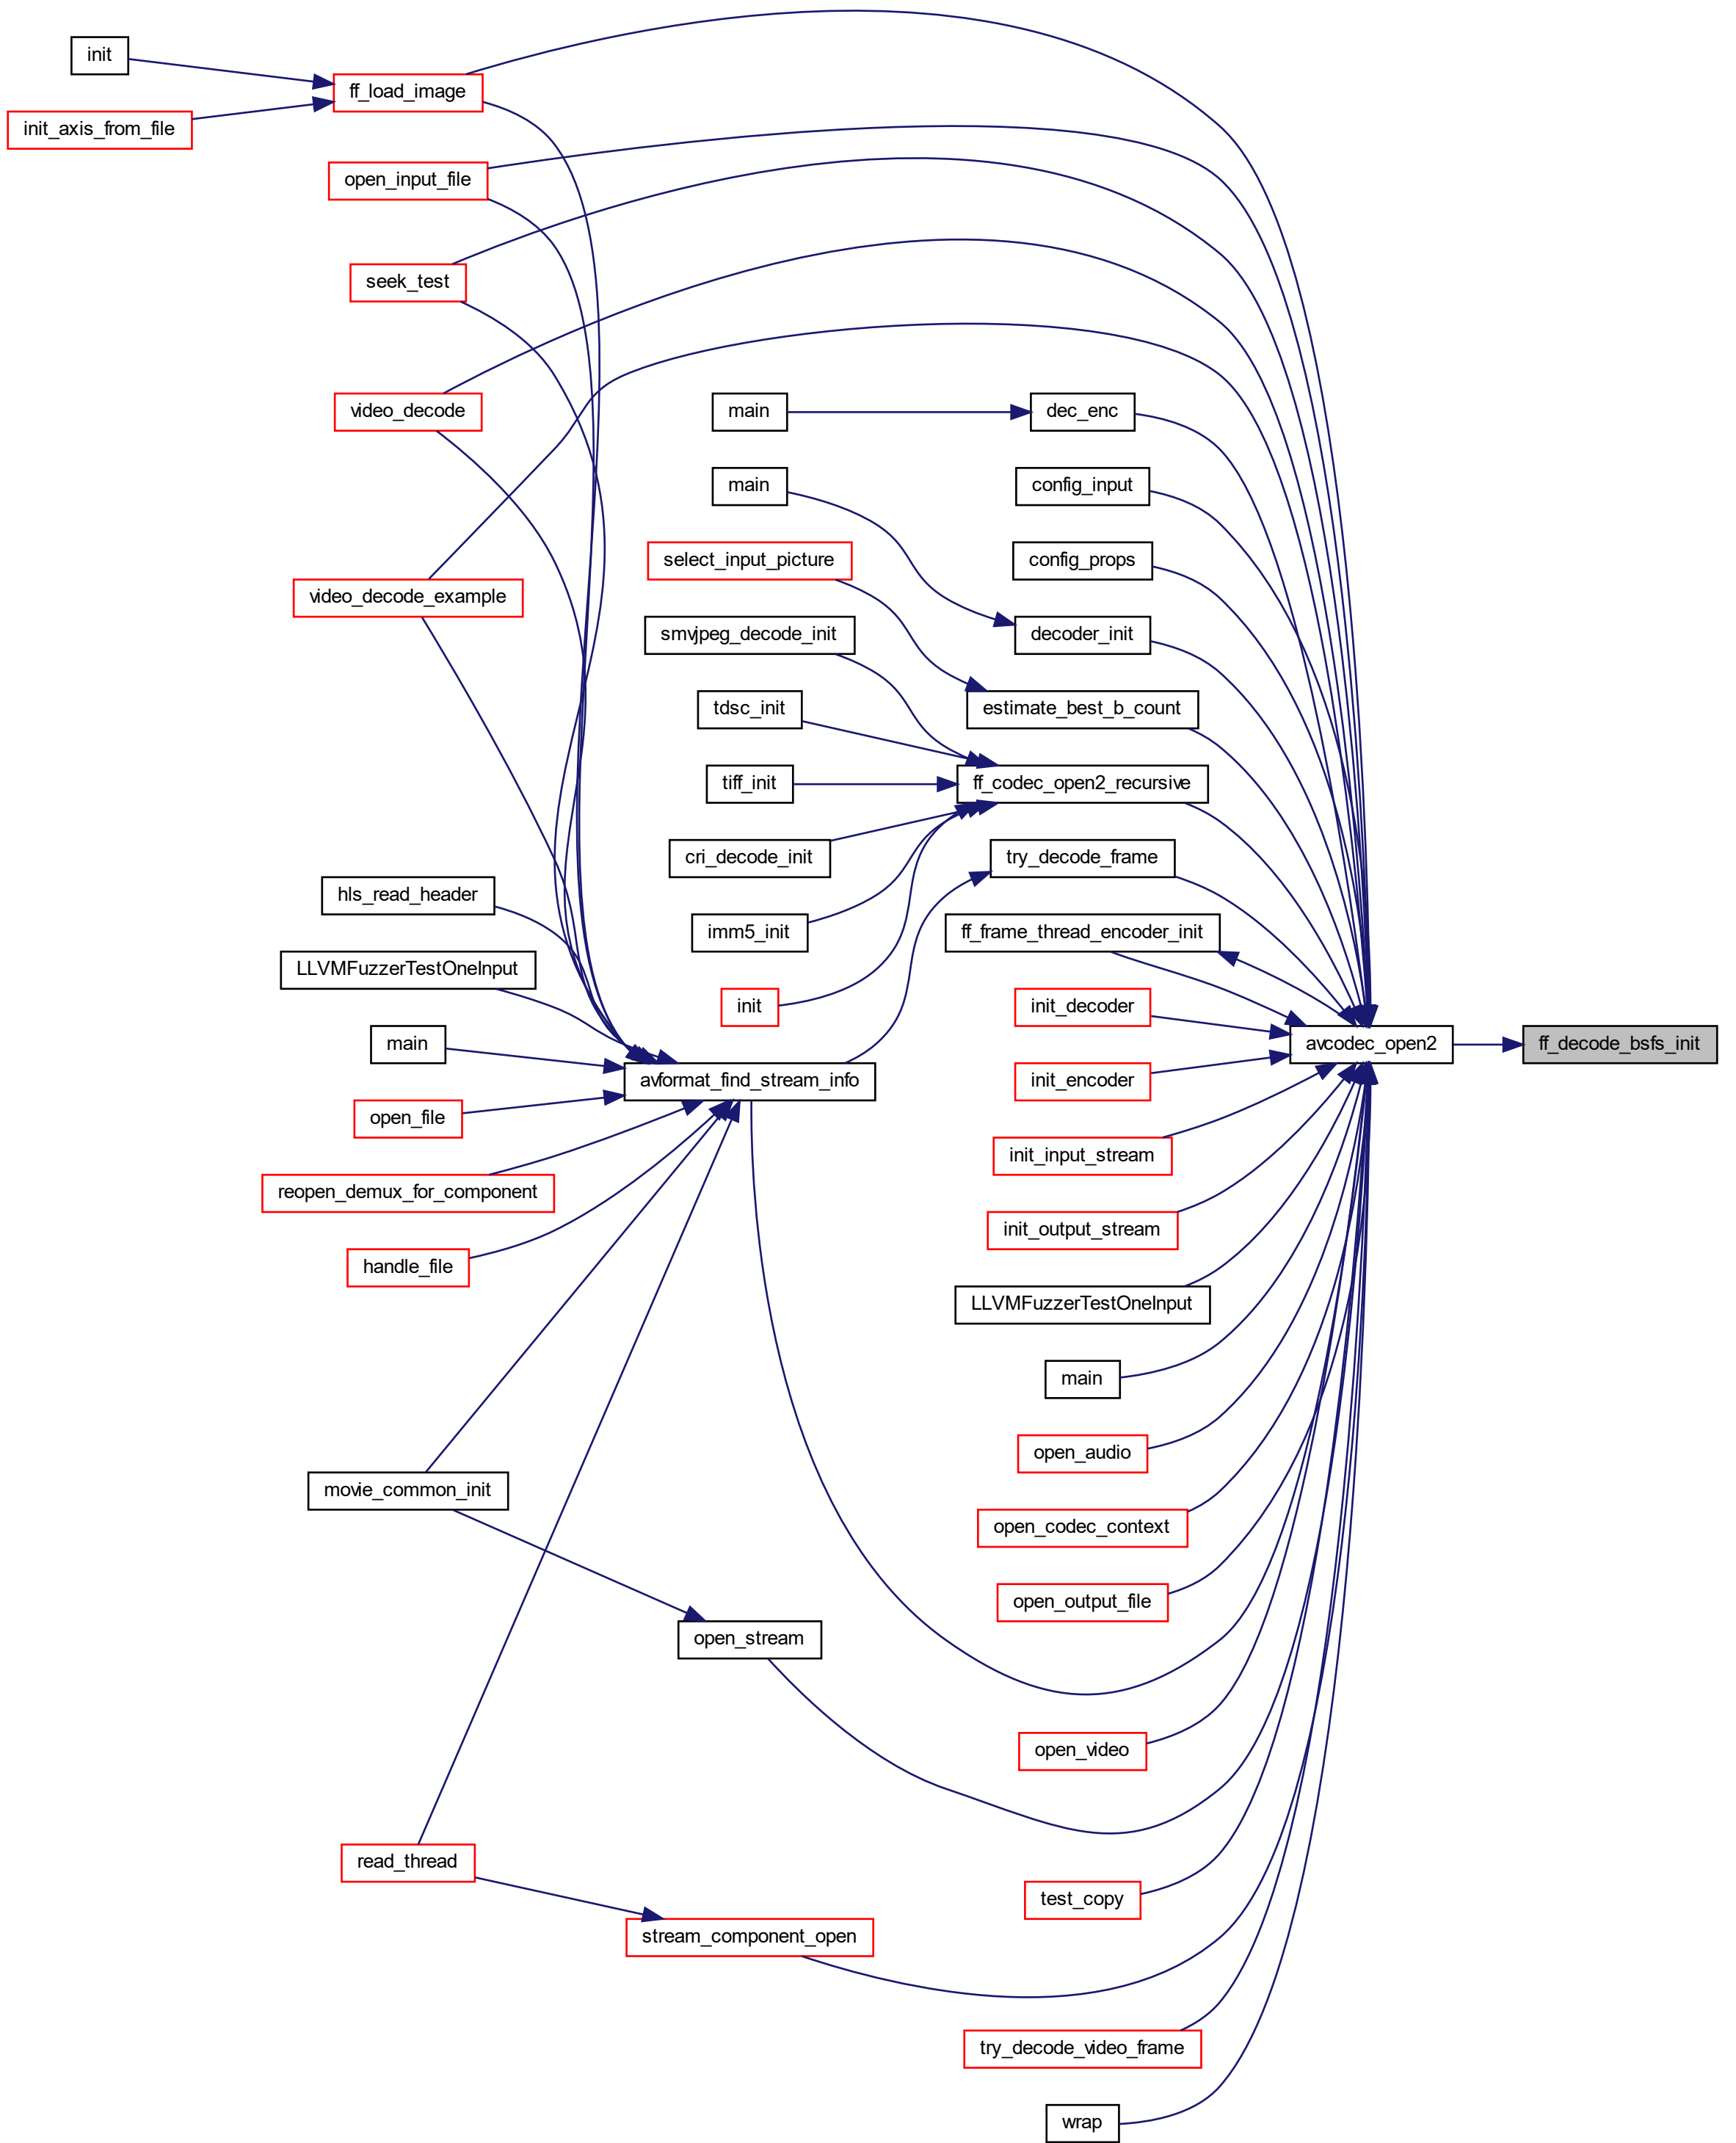 init
ff_load_image
init_axis_from_file
open_input_file
seek_test
video_decode
main
dec_enc
main
config_input
select_input_picture
config_props
video_decode_example
smvjpeg_decode_init
decoder_init
tdsc_init
estimate_best_b_count
tiff_init
ff_codec_open2_recursive
cri_decode_init
try_decode_frame
hls_read_header
imm5_init
ff_frame_thread_encoder_init
LLVMFuzzerTestOneInput
init
init_decoder
main
avcodec_open2
ff_decode_bsfs_init
avformat_find_stream_info
init_encoder
open_file
init_input_stream
reopen_demux_for_component
init_output_stream
handle_file
LLVMFuzzerTestOneInput
main
open_audio
movie_common_init
open_codec_context
open_output_file
open_stream
open_video
read_thread
test_copy
stream_component_open
try_decode_video_frame
wrap